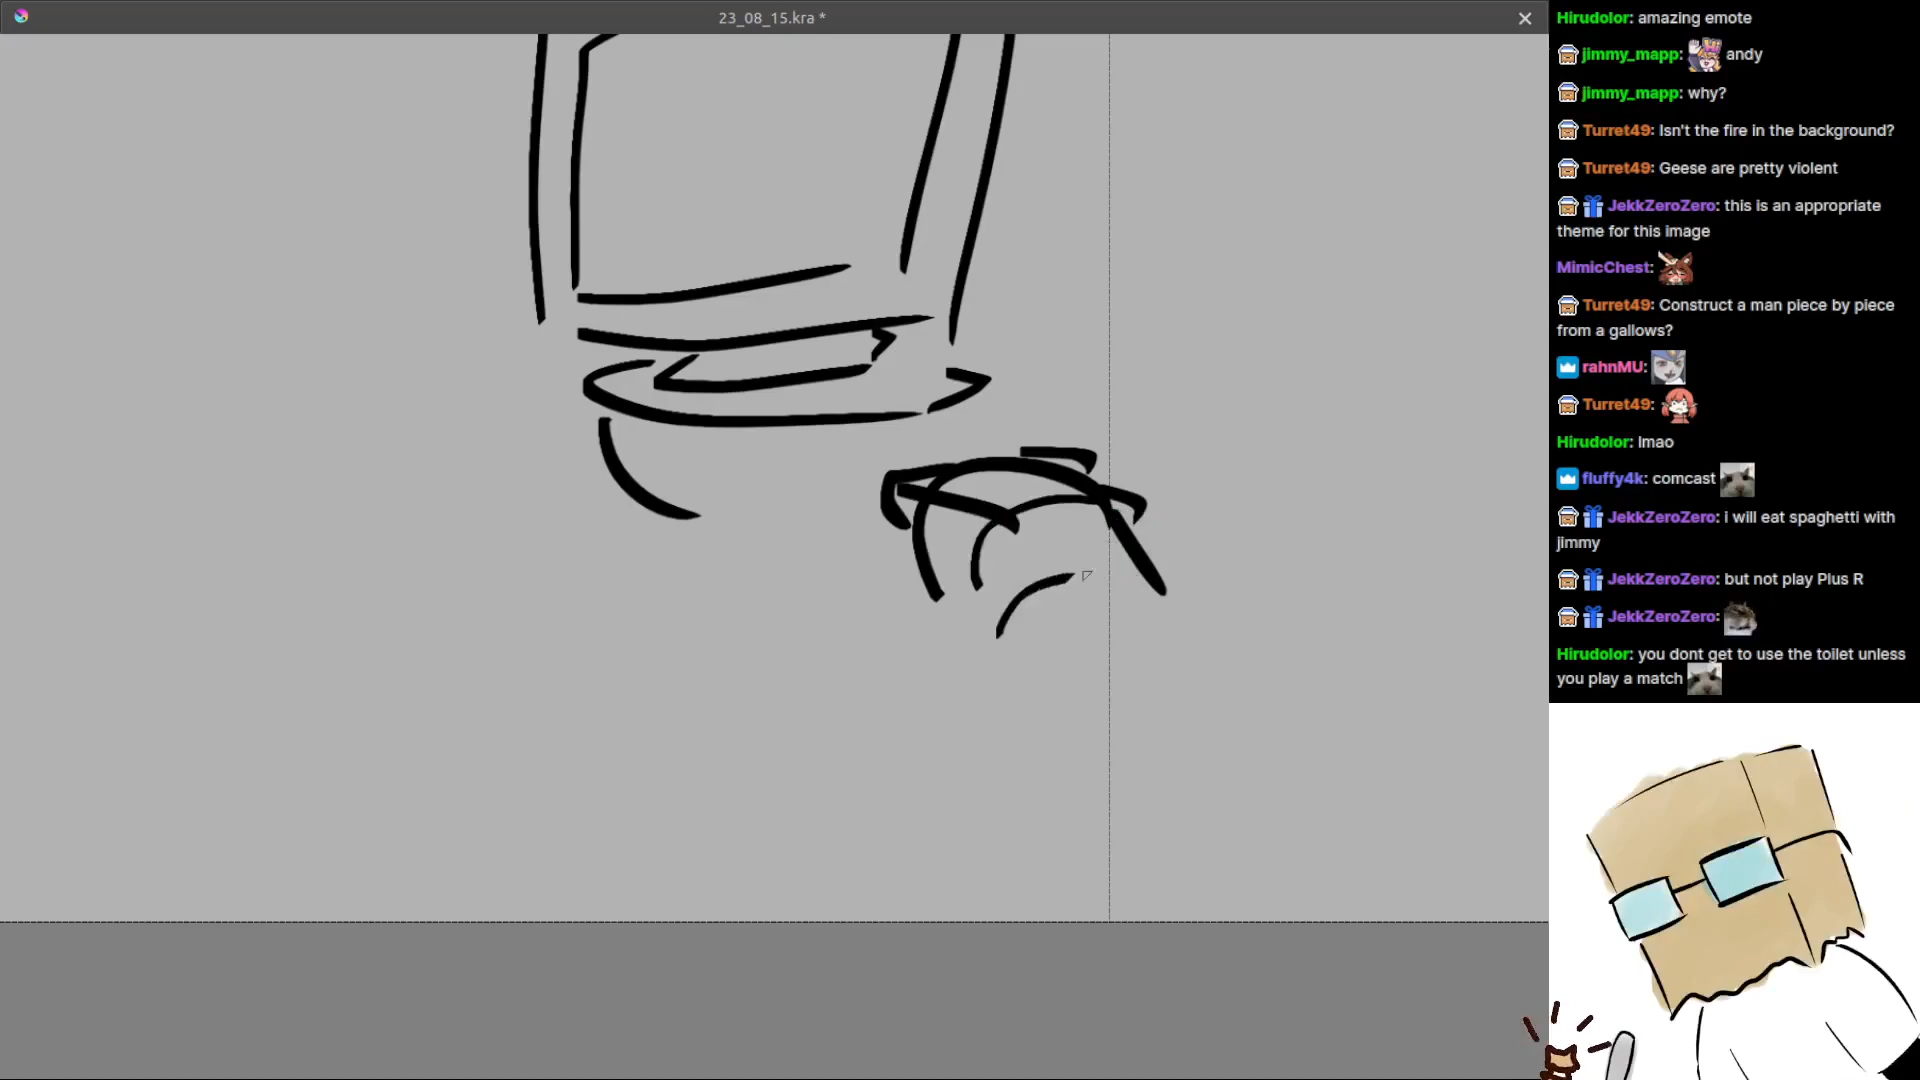 23_08_15.kra *
Hirudolor: amazing emote
jimmy_mapp: andy
jimmy_mapp: why?
Turret49: Isn't the fire in the background?
Turret49: Geese are pretty violent
JekkZeroZero: this is an appropriate
theme for this image
MimicChest:
Turret49: Construct a man piece by piece
from a gallows?
rahnMU:
Turret49:
Hirudolor: lmao
fluffy4k: comcast
JekkZeroZero: i will eat spaghetti with
jimmy
JekkZeroZero: but not play Plus R
JekkZeroZero:
Hirudolor: you dont get to use the toilet unless
you play a match